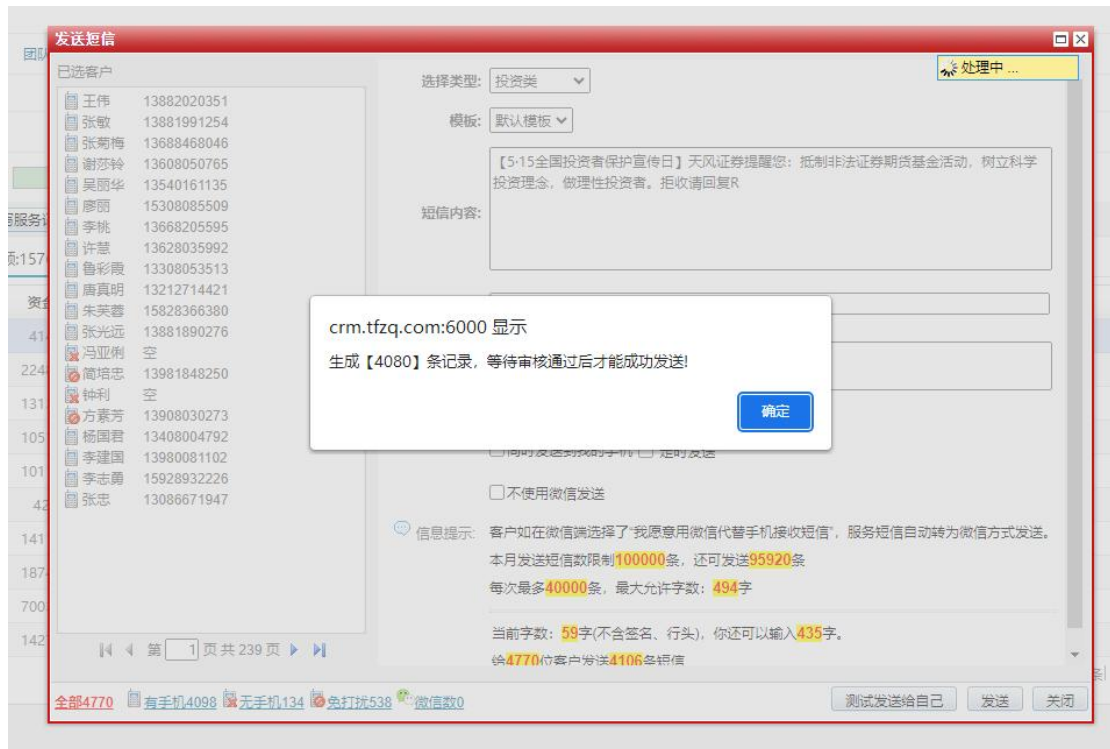 发送短信
团队
处理中 ...
已选客户
王伟 13882020351
张敏 13881991254
张菊梅 13688468046
谢莎铃 13608050765
吴丽华 13540161135
廖丽 15308085509
李桃 13668205595
许慧 13628035992
鲁彩霞 13308053513
唐真明 13212714421
朱芙蓉 15828366380
张光远 13881890276
冯亚俐 空
简培忠 13981848250
钟利 空
方素芳 13908030273
杨国君 13408004792
李建国 13980081102
李志勇 15928932226
张忠 13086671947
第 1 页共 239 页
选择类型: 投资类
模板: 默认模板
短信内容:
【5·15全国投资者保护宣传日】天风证券提醒您：抵制非法证券期货基金活动，树立科学
投资理念，做理性投资者。拒收请回复R
crm.tfzq.com:6000 显示
生成【4080】条记录，等待审核通过后才能成功发送!
确定
同时发送到我的手机 定时发送
不使用微信发送
信息提示: 客户如在微信端选择了“我愿意用微信代替手机接收短信”，服务短信自动转为微信方式发送。
本月发送短信数限制100000条，还可发送95920条
每次最多40000条，最大允许字数：494字
当前字数：59字(不含签名、行头)，你还可以输入435字。
给4770位客户发送4106条短信
全部4770 有手机4098 无手机134 免打扰538 微信数0
测试发送给自己 发送 关闭